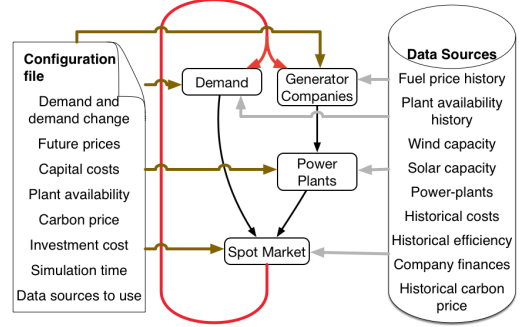 Configuration
file
Demand and
demand change
Future prices
Capital costs
Plant availability
Carbon price
Investment cost
Simulation time
Data sources to use
Demand
Generator
Companies
Power
Plants
Spot Market
Data Sources
Fuel price history
Plant availability
history
Wind capacity
Solar capacity
Power-plants
Historical costs
Historical efficiency
Company finances
Historical carbon
price